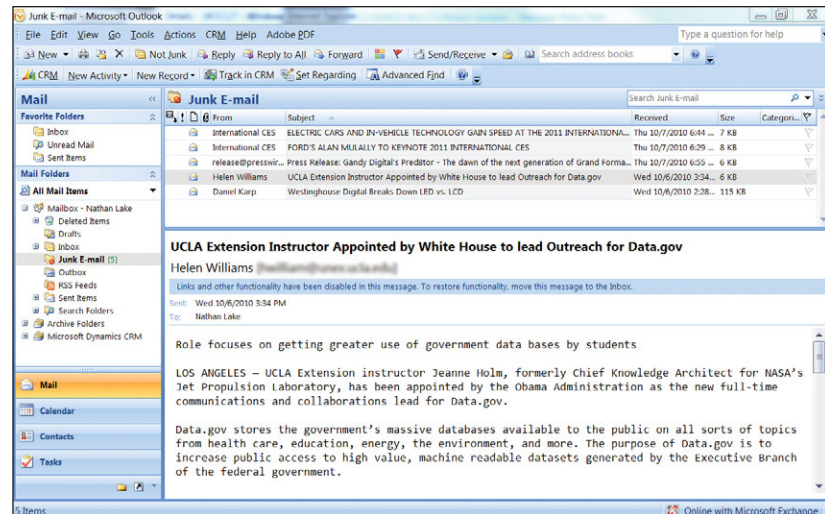 Junk E-mail - Microsoft Outlook
File Edit View Go Tools Actions CRM Help Adobe PDF
Type a question for help
New Not Junk Reply Reply to All Forward Send/Receive Search address books
CRM New Activity New Record Track in CRM Set Regarding Advanced Find
Mail
Favorite Folders
Inbox
Unread Mail
Sent Items
Mail Folders
All Mail Items
Mailbox - Nathan Lake
Deleted Items
Drafts
Inbox
Junk E-mail [5]
Outbox
RSS Feeds
Sent Items
Search Folders
Archive Folders
Microsoft Dynamics CRM
Mail
Calendar
Contacts
Tasks
Junk E-mail
Search Junk E-mail
From Subject Received Size Categori...
International CES ELECTRIC CARS AND IN-VEHICLE TECHNOLOGY GAIN SPEED AT THE 2011 INTERNATIONA... Thu 10/7/2010 6:44 ... 7 KB
International CES FORD'S ALAN MULALLY TO KEYNOTE 2011 INTERNATIONAL CES Thu 10/7/2010 6:29 ... 8 KB
release@presswir... Press Release: Gandy Digital's Pred8tor - The dawn of the next generation of Grand Forma... Thu 10/7/2010 6:55 ... 6 KB
Helen Williams UCLA Extension Instructor Appointed by White House to lead Outreach for Data.gov Wed 10/6/2010 3:34... 6 KB
Daniel Karp Westinghouse Digital Breaks Down LED vs. LCD Wed 10/6/2010 2:28... 115 KB
UCLA Extension Instructor Appointed by White House to lead Outreach for Data.gov
Helen Williams
Links and other functionality have been disabled in this message. To restore functionality, move this message to the Inbox.
Sent: Wed 10/6/2010 3:34 PM
To: Nathan Lake
Role focuses on getting greater use of government data bases by students
LOS ANGELES – UCLA Extension instructor Jeanne Holm, formerly Chief Knowledge Architect for NASA's
Jet Propulsion Laboratory, has been appointed by the Obama Administration as the new full-time
communications and collaborations lead for Data.gov.
Data.gov stores the government's massive databases available to the public on all sorts of topics
from health care, education, energy, the environment, and more. The purpose of Data.gov is to
increase public access to high value, machine readable datasets generated by the Executive Branch
of the federal government.
5 Items
Online with Microsoft Exchange